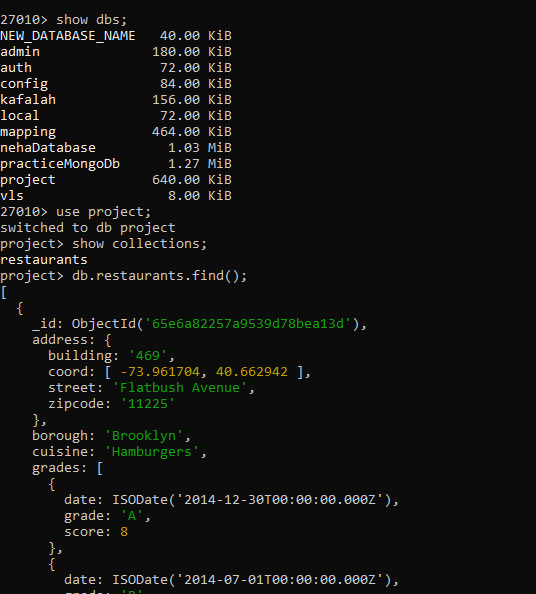 27010> show dbs;
NEW_DATABASE_NAME   40.00 KiB
admin              180.00 KiB
auth                72.00 KiB
config              84.00 KiB
kafalah            156.00 KiB
local               72.00 KiB
mapping            464.00 KiB
nehaDatabase         1.03 MiB
practiceMongoDb      1.27 MiB
project            640.00 KiB
vls                  8.00 KiB
27010> use project;
switched to db project
project> show collections;
restaurants
project> db.restaurants.find();
[
  {
    _id: ObjectId('65e6a82257a9539d78bea13d'),
    address: {
      building: '469',
      coord: [ -73.961704, 40.662942 ],
      street: 'Flatbush Avenue',
      zipcode: '11225'
    },
    borough: 'Brooklyn',
    cuisine: 'Hamburgers',
    grades: [
      {
        date: ISODate('2014-12-30T00:00:00.000Z'),
        grade: 'A',
        score: 8
      },
      {
        date: ISODate('2014-07-01T00:00:00.000Z'),
        grade: 'B'